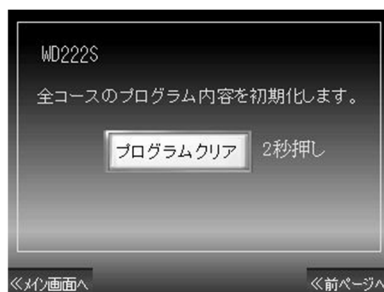 WD222S
全コースのプログラム内容を初期化します。
プログラムクリア 2秒押し
≪メイン画面へ ≪前ページへ